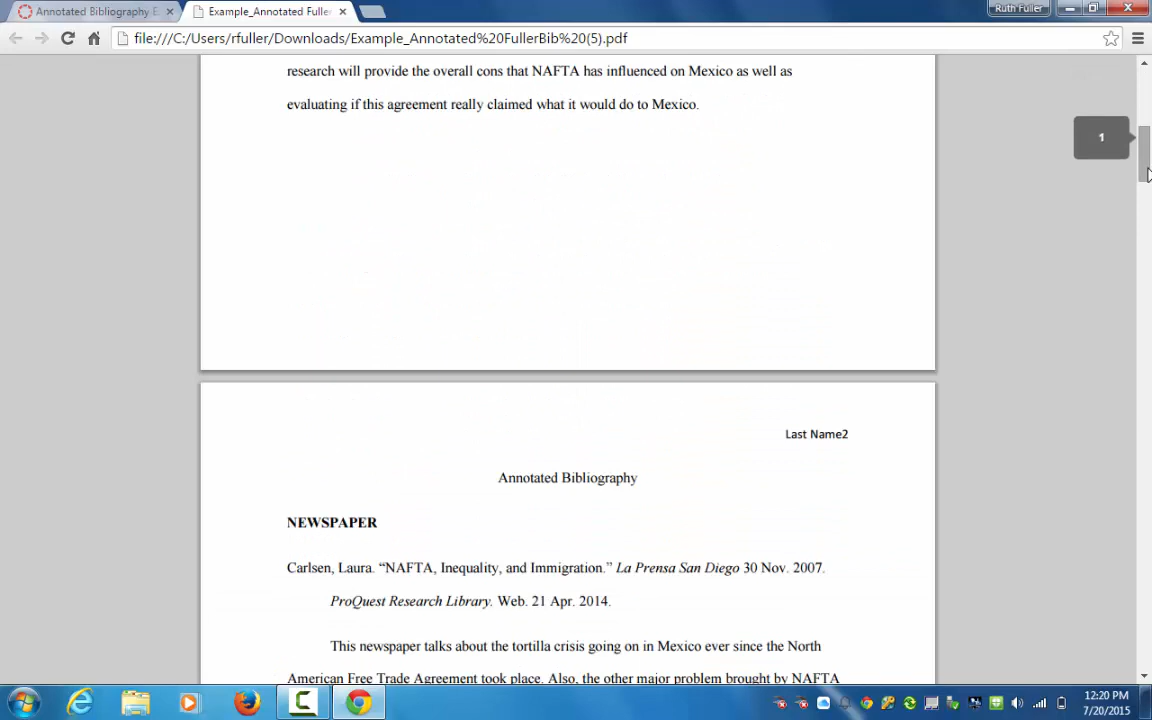 Annotated Bibliography E
Example_Annotated Fuller
Ruth Fuller
file:///C:/Users/rfuller/Downloads/Example_Annotated%20FullerBib%20(5).pdf
research will provide the overall cons that NAFTA has influenced on Mexico as well as
evaluating if this agreement really claimed what it would do to Mexico.
1
Last Name2
Annotated Bibliography
NEWSPAPER
Carlsen, Laura. “NAFTA, Inequality, and Immigration.” La Prensa San Diego 30 Nov. 2007.
ProQuest Research Library. Web. 21 Apr. 2014.
This newspaper talks about the tortilla crisis going on in Mexico ever since the North
American Free Trade Agreement took place. Also, the other major problem brought by NAFTA
12:20 PM
7/20/2015